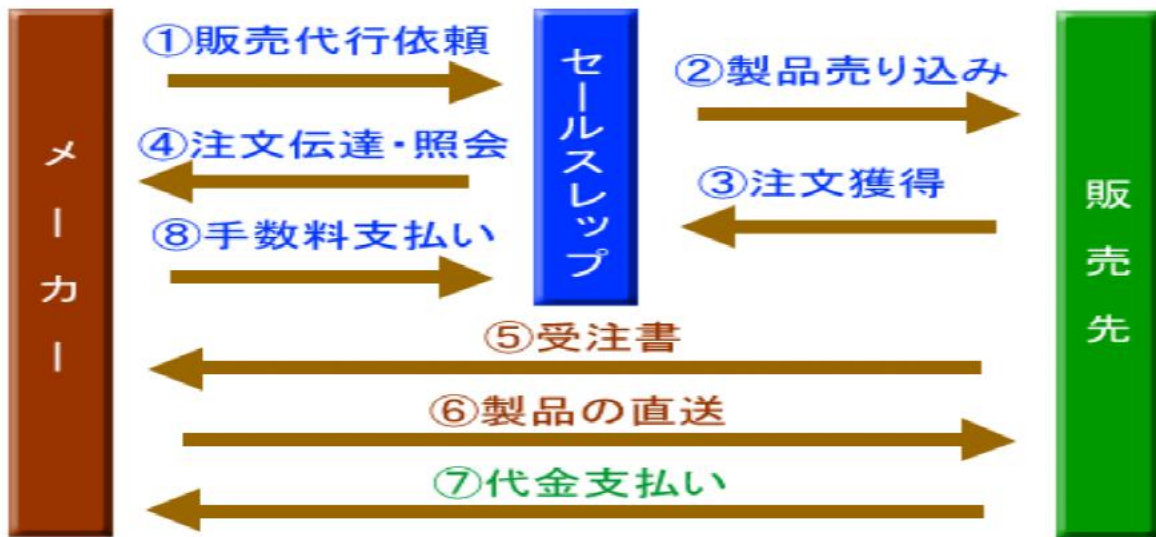 ①販売代行依頼
②製品売り込み
③注文獲得
④注文伝達・照会
⑧手数料支払い
⑤受注書
⑥製品の直送
⑦代金支払い
メーカー
セールスレップ
販売先